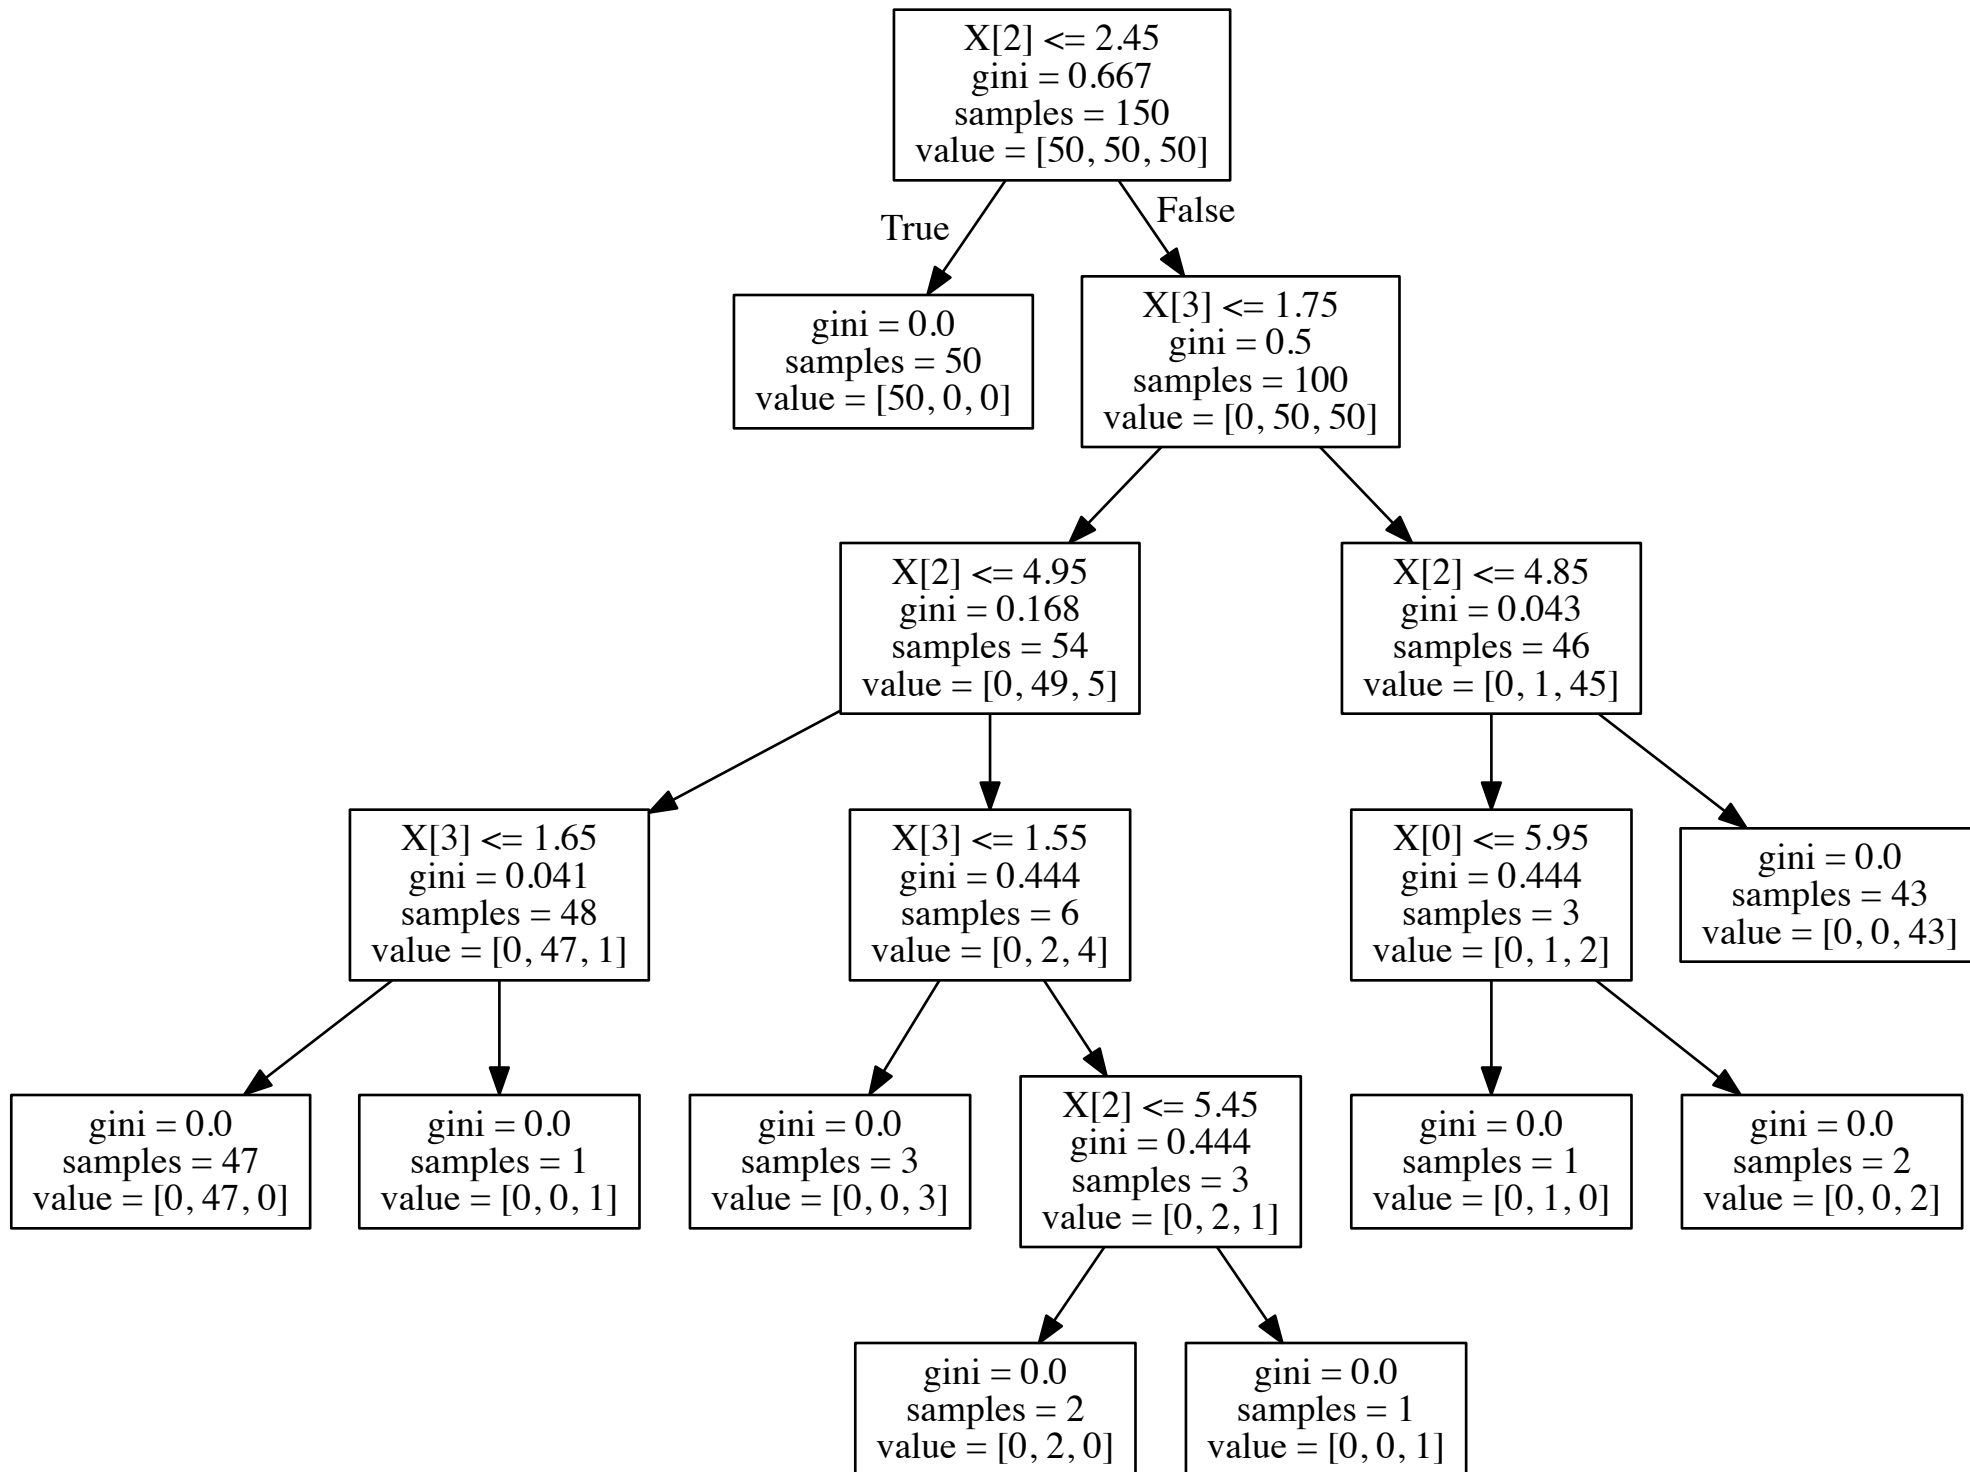 X[2] <= 2.45
gini = 0.667
samples = 150
value = [50, 50, 50]
True
False
gini = 0.0
samples = 50
value = [50, 0, 0]
X[3] <= 1.75
gini = 0.5
samples = 100
value = [0, 50, 50]
X[2] <= 4.95
gini = 0.168
samples = 54
value = [0, 49, 5]
X[2] <= 4.85
gini = 0.043
samples = 46
value = [0, 1, 45]
X[3] <= 1.65
gini = 0.041
samples = 48
value = [0, 47, 1]
X[3] <= 1.55
gini = 0.444
samples = 6
value = [0, 2, 4]
X[0] <= 5.95
gini = 0.444
samples = 3
value = [0, 1, 2]
gini = 0.0
samples = 43
value = [0, 0, 43]
gini = 0.0
samples = 47
value = [0, 47, 0]
gini = 0.0
samples = 1
value = [0, 0, 1]
gini = 0.0
samples = 3
value = [0, 0, 3]
X[2] <= 5.45
gini = 0.444
samples = 3
value = [0, 2, 1]
gini = 0.0
samples = 1
value = [0, 1, 0]
gini = 0.0
samples = 2
value = [0, 0, 2]
gini = 0.0
samples = 2
value = [0, 2, 0]
gini = 0.0
samples = 1
value = [0, 0, 1]